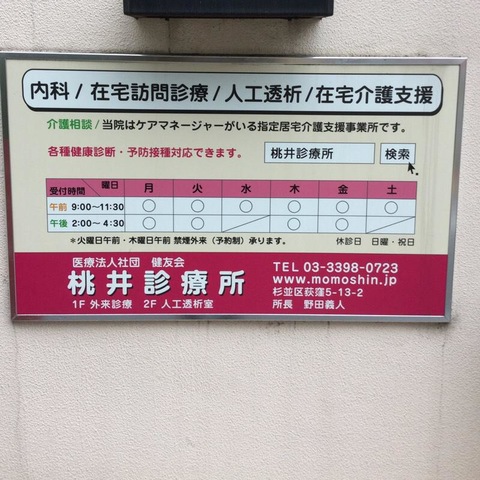 内科/在宅訪問診療/人工透析/在宅介護支援
介護相談/当院はケアマネージャーがいる指定居宅介護支援事業所です。
各種健康診断・予防接種対応できます。 桃井診療所 検索
受付時間 曜日 月 火 水 木 金 土
午前 9:00〜11:30 ○ ○ ○ ○ ○ ○
午後 2:00〜4:30 ○ ○ ／ ○ ○ ／
*火曜日午前・木曜日午前 禁煙外来(予約制)承ります。 休診日 日曜・祝日
医療法人社団 健友会
桃井診療所
1F 外来診療 2F 人工透析室
TEL 03-3398-0723
www.momoshin.jp
杉並区荻窪5-13-2
所長 野田義人